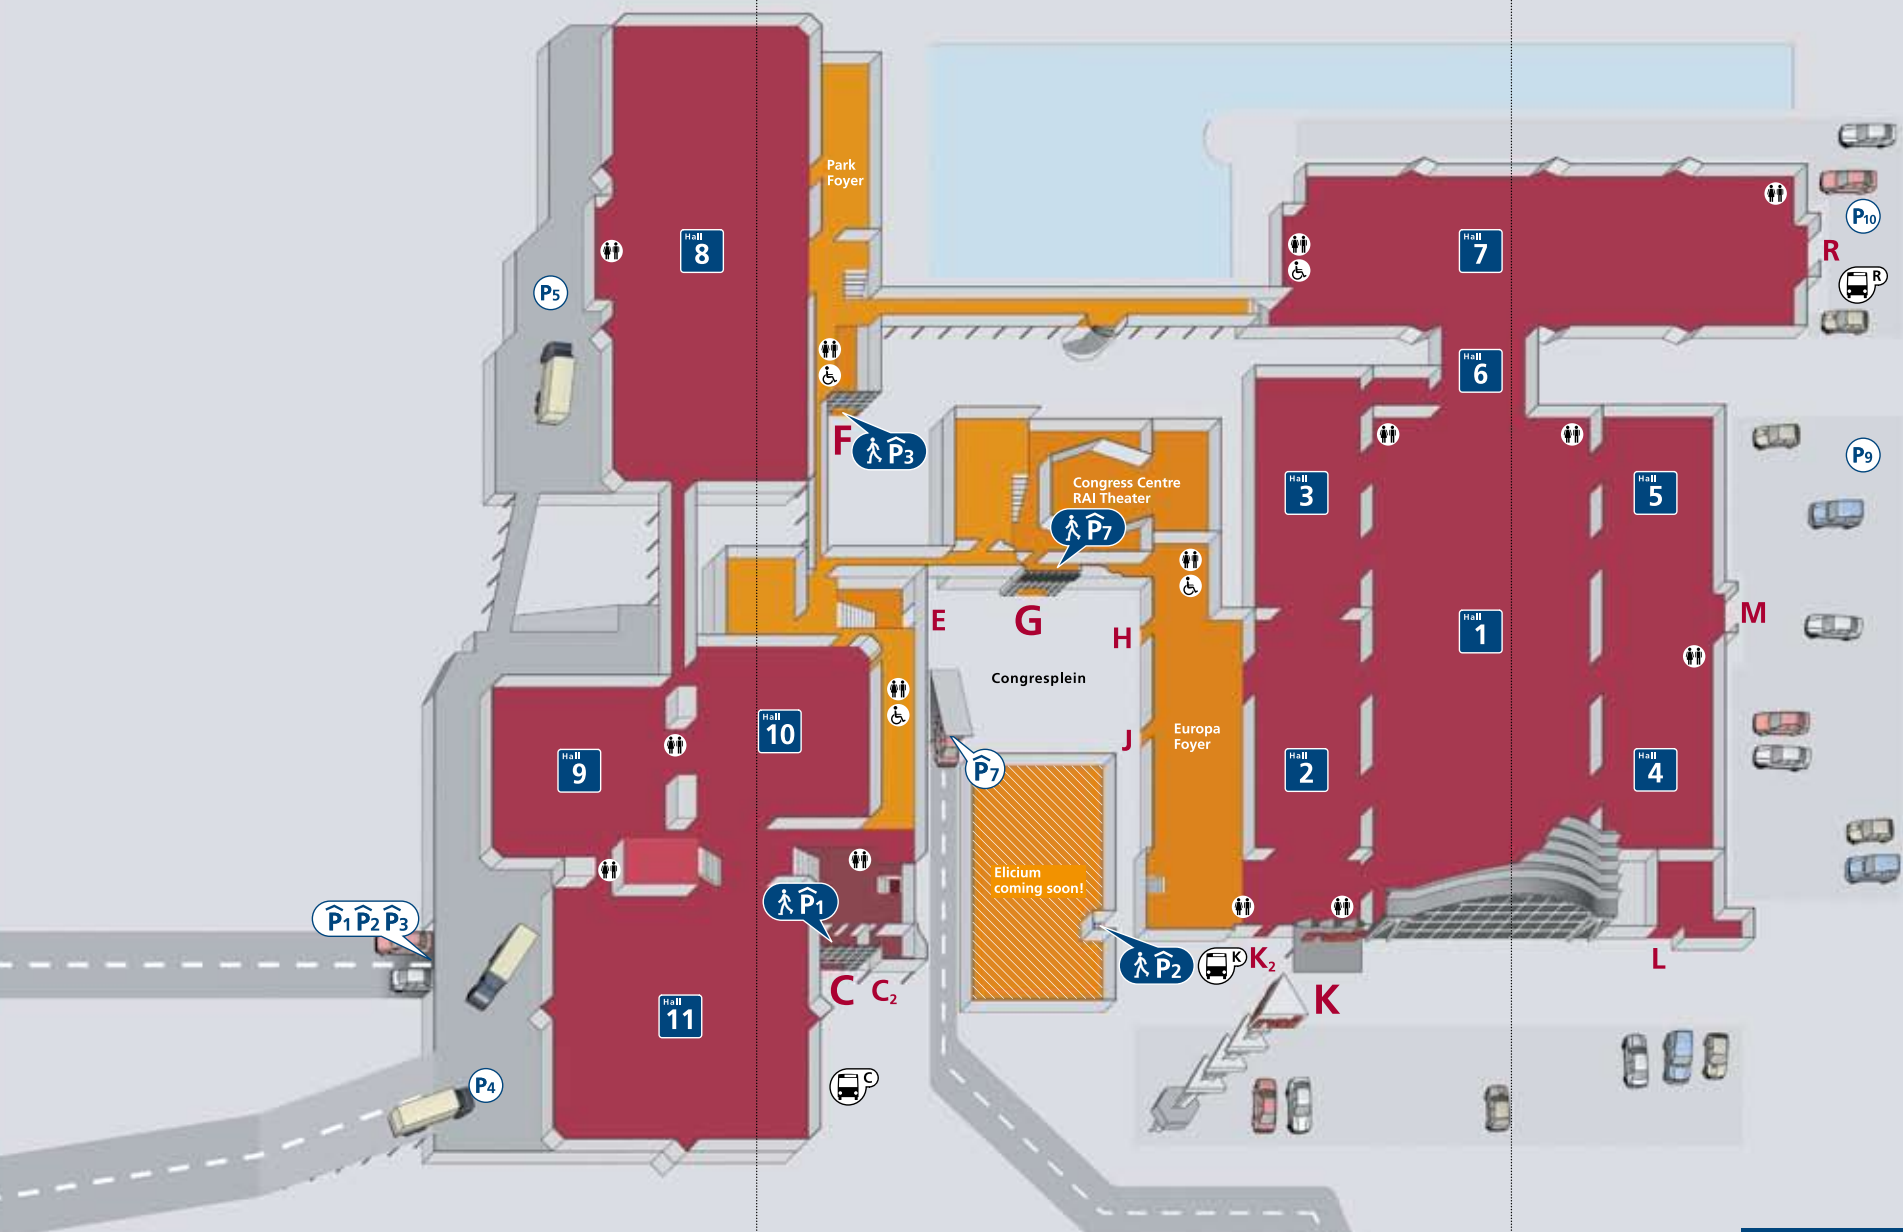 Park
Foyer
Hall
8
Hall
7
P10
R
R
P5
Hall
6
F
P3
P9
Congress Centre
RAI Theater
P7
Hall
3
Hall
5
E
G
H
Hall
1
M
Congresplein
J
Europa
Foyer
Hall
10
Hall
9
P7
Hall
2
Hall
4
Elicium
coming soon!
P1
P1 P2 P3
P2
K
K2
L
C
C2
K
Hall
11
P4
C